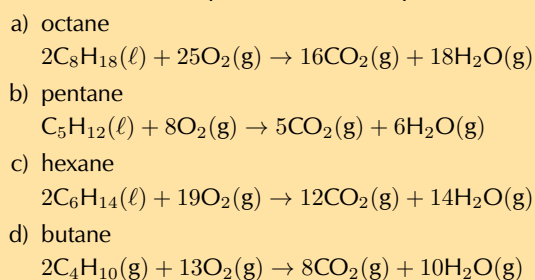 a) octane
2C₈H₁₈(ℓ) + 25O₂(g) → 16CO₂(g) + 18H₂O(g)
b) pentane
C₅H₁₂(ℓ) + 8O₂(g) → 5CO₂(g) + 6H₂O(g)
c) hexane
2C₆H₁₄(ℓ) + 19O₂(g) → 12CO₂(g) + 14H₂O(g)
d) butane
2C₄H₁₀(g) + 13O₂(g) → 8CO₂(g) + 10H₂O(g)